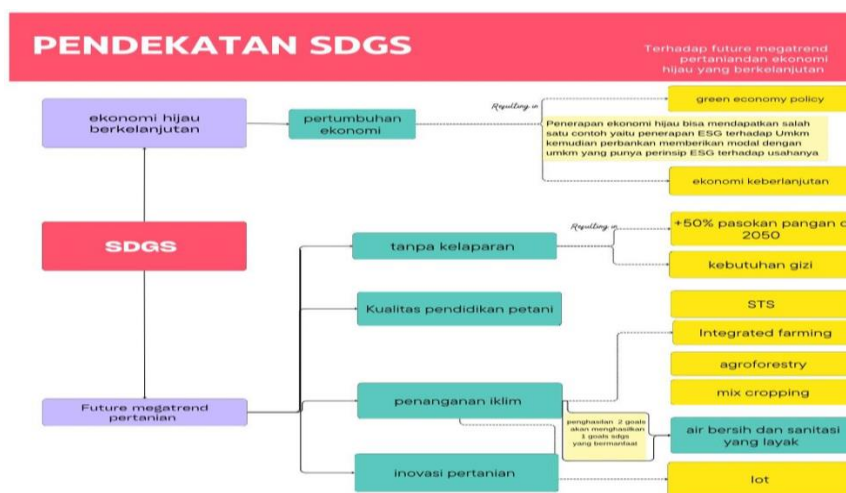 PENDEKATAN SDGS
Terhadap future megatrend
pertaniandan ekonomi
hijau yang berkelanjutan
ekonomi hijau
berkelanjutan
pertumbuhan
ekonomi
Repulting in
green economy policy
Penerapan ekonomi hijau bisa mendapatkan salah
satu contoh yaitu penerapan ESG terhadap Umkm
kemudian perbankan memberikan modal dengan
umkm yang punya perinsip ESG terhadap usahanya
ekonomi keberlanjutan
SDGS
tanpa kelaparan
Repulting in
+50% pasokan pangan
2050
kebutuhan gizi
Kualitas pendidikan petani
STS
Integrated farming
agroforestry
mix cropping
Future megatrend
pertanian
penanganan iklim
penghasilan 2 goals
akan menghasilkan
1 goals sdgs
yang bermanfaat
air bersih dan sanitasi
yang layak
inovasi pertanian
Iot